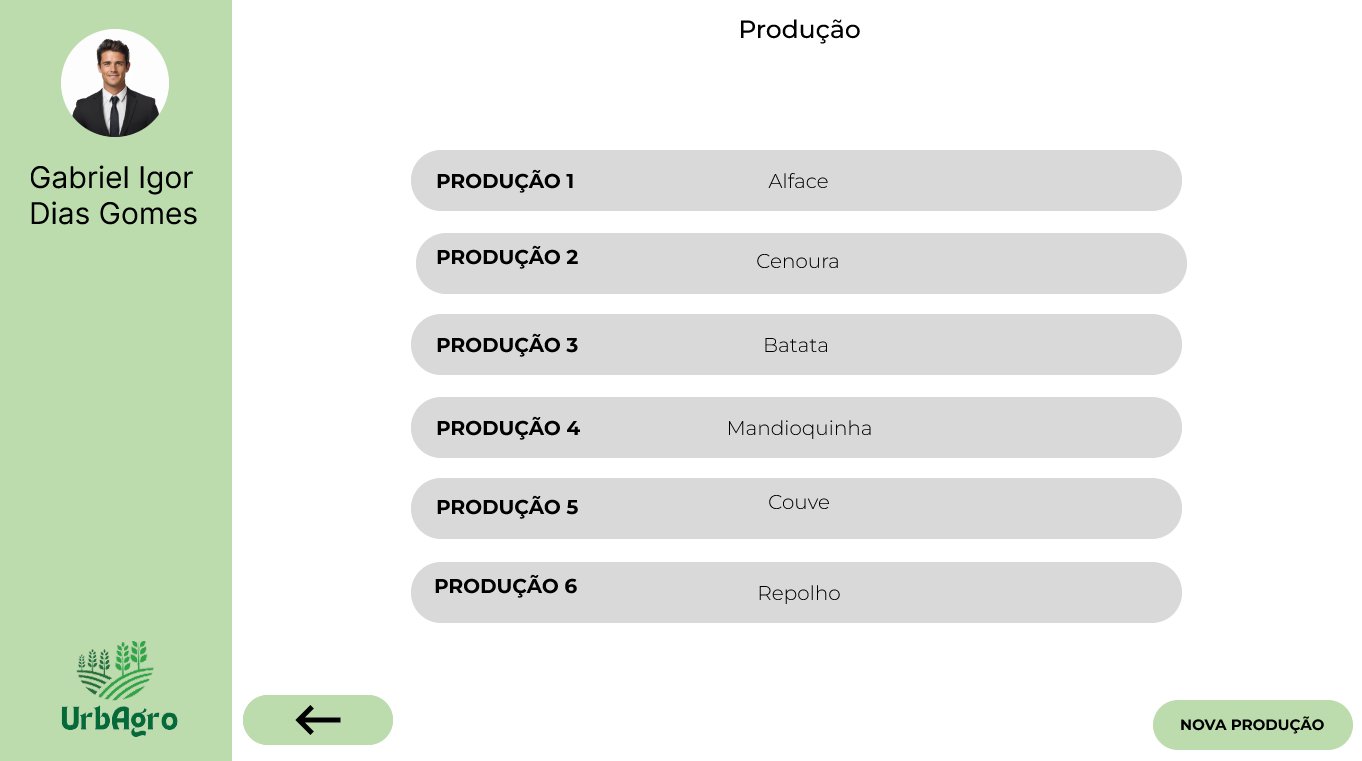 Produção
Gabriel Igor
Dias Gomes
PRODUÇÃO 1 Alface
PRODUÇÃO 2 Cenoura
PRODUÇÃO 3 Batata
PRODUÇÃO 4 Mandioquinha
PRODUÇÃO 5 Couve
PRODUÇÃO 6 Repolho
UrbAgro
NOVA PRODUÇÃO